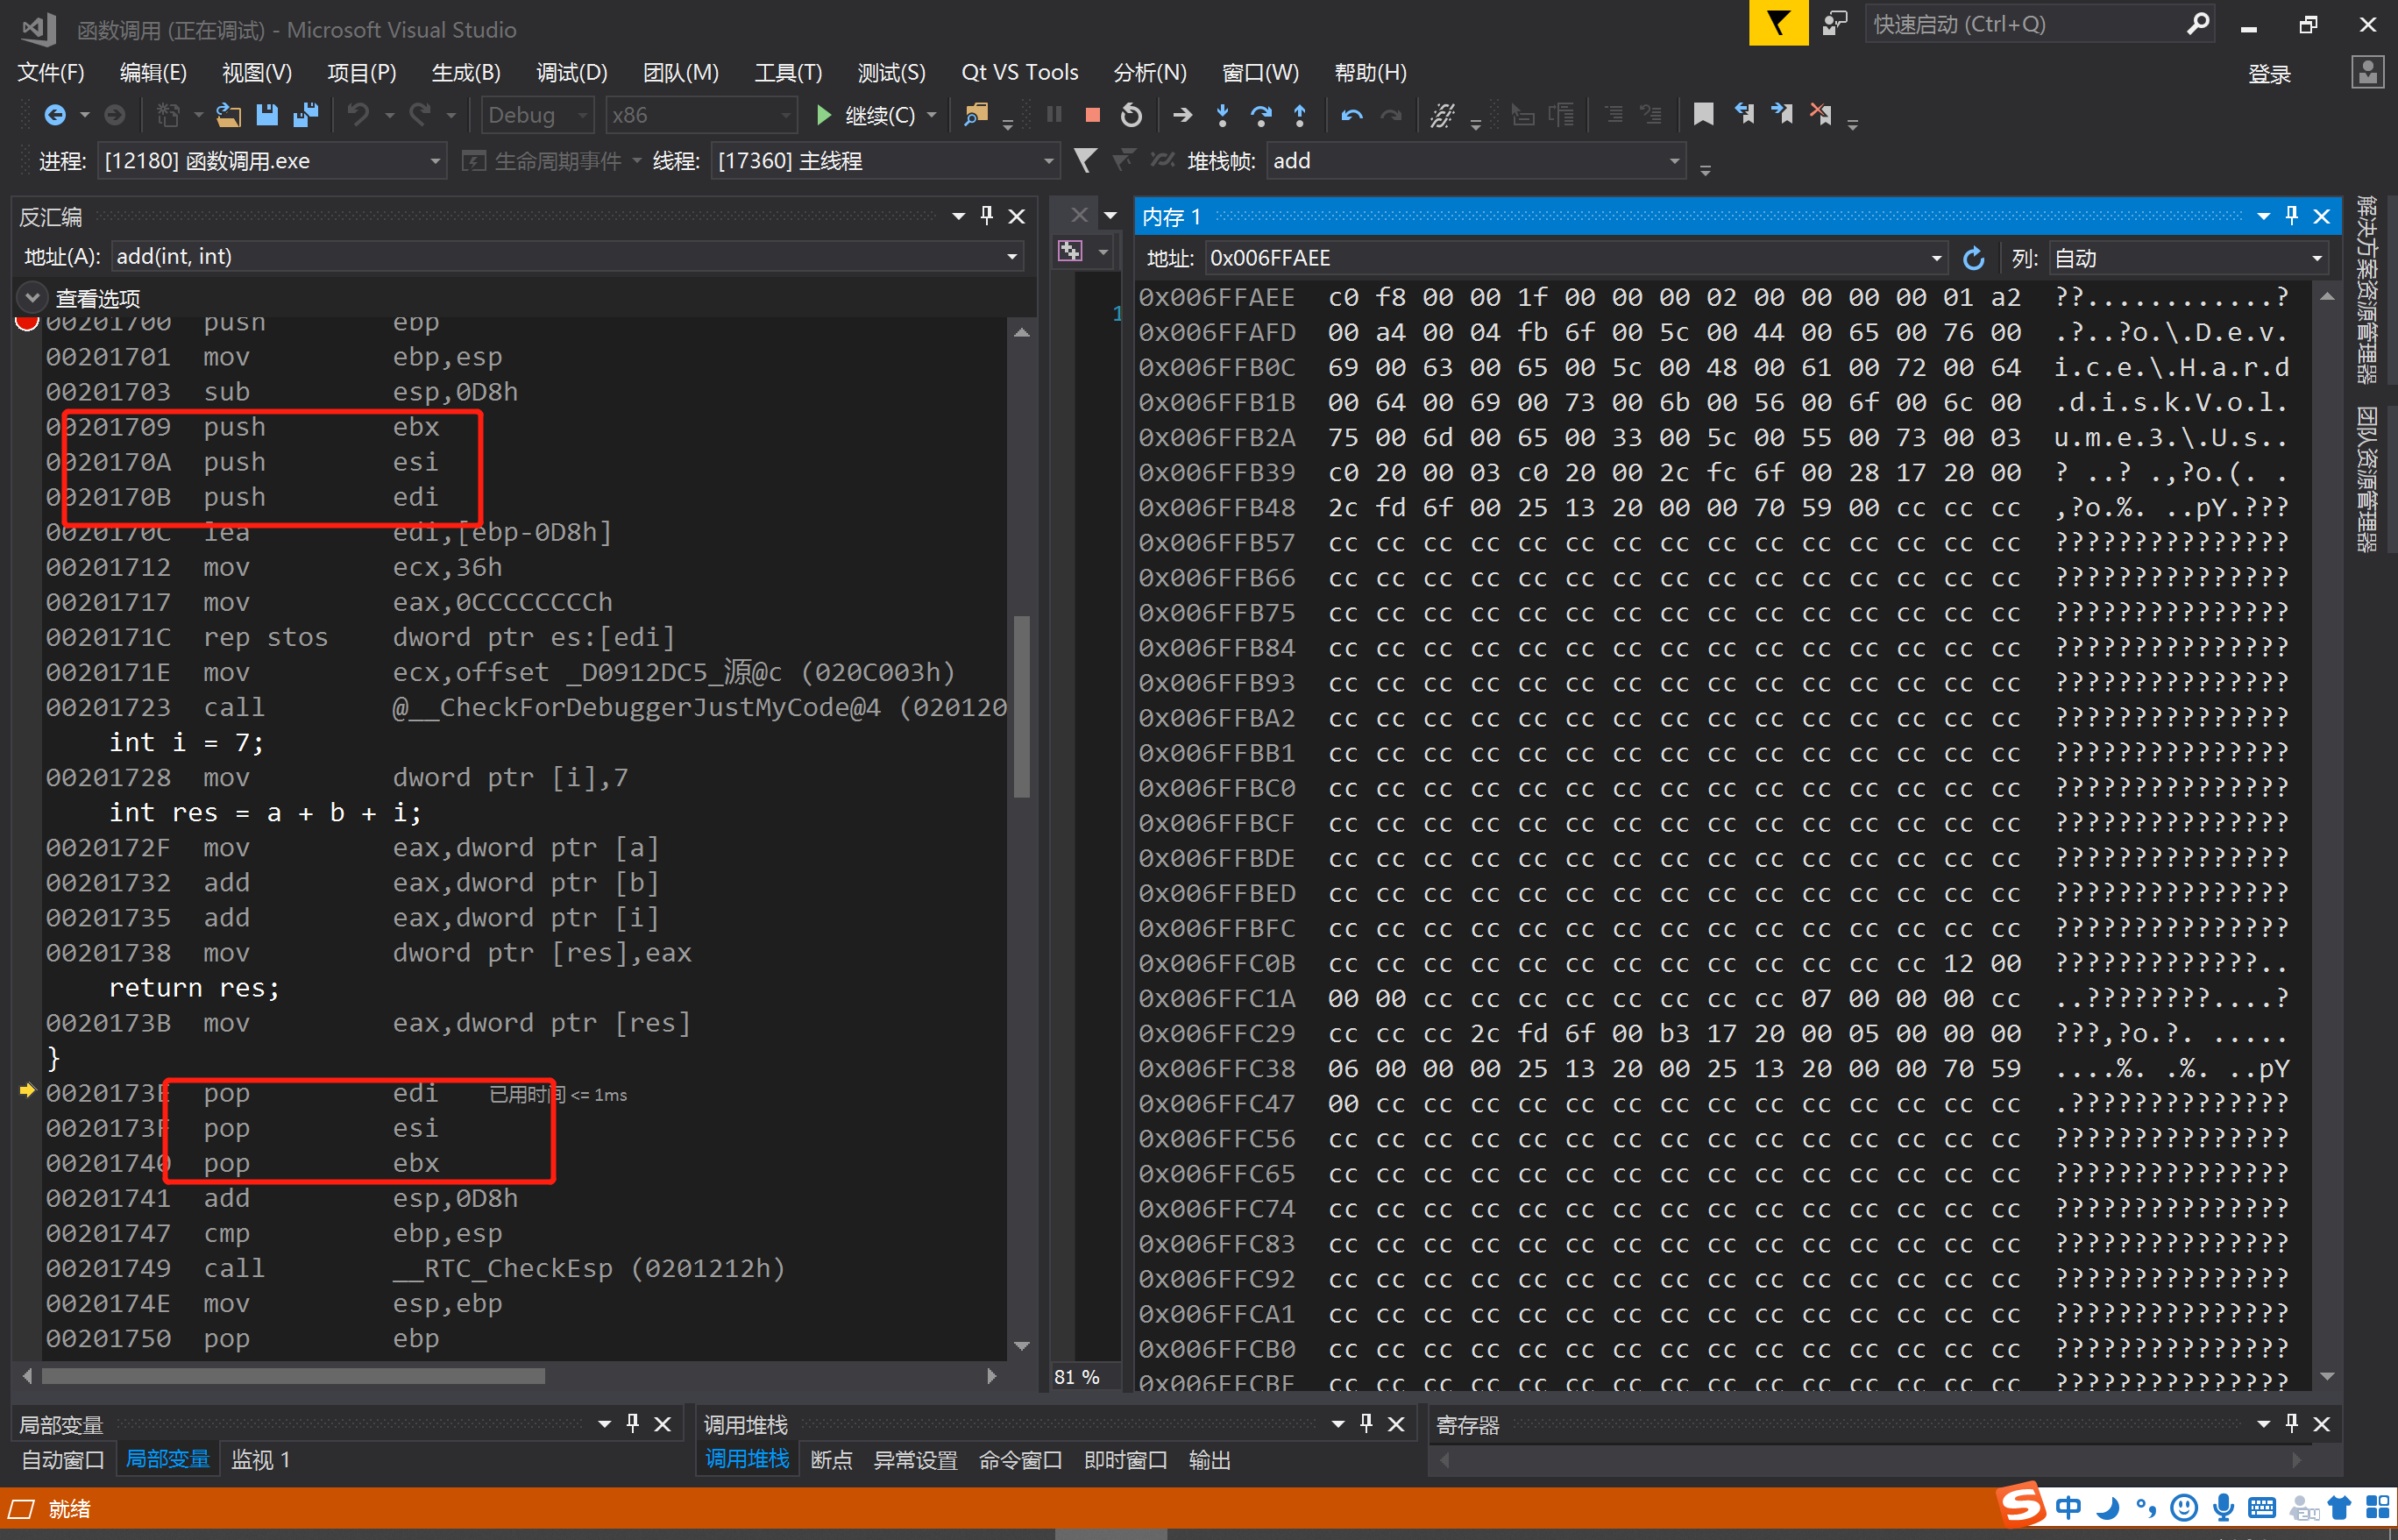 函数调用 (正在调试) - Microsoft Visual Studio
快速启动 (Ctrl+Q)
文件(F) 编辑(E) 视图(V) 项目(P) 生成(B) 调试(D) 团队(M) 工具(T) 测试(S) Qt VS Tools 分析(N) 窗口(W) 帮助(H) 登录
Debug x86 继续(C)
进程: [12180] 函数调用.exe 生命周期事件 线程: [17360] 主线程 堆栈帧: add
反汇编
地址(A): add(int, int)
查看选项
00201700 push ebp
00201701 mov ebp,esp
00201703 sub esp,0D8h
00201709 push ebx
0020170A push esi
0020170B push edi
0020170C lea edi,[ebp-0D8h]
00201712 mov ecx,36h
00201717 mov eax,0CCCCCCCCh
0020171C rep stos dword ptr es:[edi]
0020171E mov ecx,offset _D0912DC5_源@c (020C003h)
00201723 call @__CheckForDebuggerJustMyCode@4 (020120
int i = 7;
00201728 mov dword ptr [i],7
int res = a + b + i;
0020172F mov eax,dword ptr [a]
00201732 add eax,dword ptr [b]
00201735 add eax,dword ptr [i]
00201738 mov dword ptr [res],eax
return res;
0020173B mov eax,dword ptr [res]
}
0020173E pop edi 已用时间 <= 1ms
0020173F pop esi
00201740 pop ebx
00201741 add esp,0D8h
00201747 cmp ebp,esp
00201749 call __RTC_CheckEsp (0201212h)
0020174E mov esp,ebp
00201750 pop ebp
1
81 %
内存 1
地址: 0x006FFAEE 列: 自动
0x006FFAEE c0 f8 00 00 1f 00 00 00 02 00 00 00 00 01 a2 ??............?
0x006FFAFD 00 a4 00 04 fb 6f 00 5c 00 44 00 65 00 76 00 .?..?o.\.D.e.v.
0x006FFB0C 69 00 63 00 65 00 5c 00 48 00 61 00 72 00 64 i.c.e.\.H.a.r.d
0x006FFB1B 00 64 00 69 00 73 00 6b 00 56 00 6f 00 6c 00 .d.i.s.k.V.o.l.
0x006FFB2A 75 00 6d 00 65 00 33 00 5c 00 55 00 73 00 03 u.m.e.3.\.U.s..
0x006FFB39 c0 20 00 03 c0 20 00 2c fc 6f 00 28 17 20 00 ? ..? .,?o.(. .
0x006FFB48 2c fd 6f 00 25 13 20 00 00 70 59 00 cc cc cc ,?o.%. ..pY.???
0x006FFB57 cc cc cc cc cc cc cc cc cc cc cc cc cc cc cc ???????????????
0x006FFB66 cc cc cc cc cc cc cc cc cc cc cc cc cc cc cc ???????????????
0x006FFB75 cc cc cc cc cc cc cc cc cc cc cc cc cc cc cc ???????????????
0x006FFB84 cc cc cc cc cc cc cc cc cc cc cc cc cc cc cc ???????????????
0x006FFB93 cc cc cc cc cc cc cc cc cc cc cc cc cc cc cc ???????????????
0x006FFBA2 cc cc cc cc cc cc cc cc cc cc cc cc cc cc cc ???????????????
0x006FFBB1 cc cc cc cc cc cc cc cc cc cc cc cc cc cc cc ???????????????
0x006FFBC0 cc cc cc cc cc cc cc cc cc cc cc cc cc cc cc ???????????????
0x006FFBCF cc cc cc cc cc cc cc cc cc cc cc cc cc cc cc ???????????????
0x006FFBDE cc cc cc cc cc cc cc cc cc cc cc cc cc cc cc ???????????????
0x006FFBED cc cc cc cc cc cc cc cc cc cc cc cc cc cc cc ???????????????
0x006FFBFC cc cc cc cc cc cc cc cc cc cc cc cc cc cc cc ???????????????
0x006FFC0B cc cc cc cc cc cc cc cc cc cc cc cc cc 12 00 ?????????????..
0x006FFC1A 00 00 cc cc cc cc cc cc cc cc 07 00 00 00 cc ..????????....?
0x006FFC29 cc cc cc 2c fd 6f 00 b3 17 20 00 05 00 00 00 ???,?o.?. .....
0x006FFC38 06 00 00 00 25 13 20 00 25 13 20 00 00 70 59 ....%. .%. ..pY
0x006FFC47 00 cc cc cc cc cc cc cc cc cc cc cc cc cc cc .??????????????
0x006FFC56 cc cc cc cc cc cc cc cc cc cc cc cc cc cc cc ???????????????
0x006FFC65 cc cc cc cc cc cc cc cc cc cc cc cc cc cc cc ???????????????
0x006FFC74 cc cc cc cc cc cc cc cc cc cc cc cc cc cc cc ???????????????
0x006FFC83 cc cc cc cc cc cc cc cc cc cc cc cc cc cc cc ???????????????
0x006FFC92 cc cc cc cc cc cc cc cc cc cc cc cc cc cc cc ???????????????
0x006FFCA1 cc cc cc cc cc cc cc cc cc cc cc cc cc cc cc ???????????????
0x006FFCB0 cc cc cc cc cc cc cc cc cc cc cc cc cc cc cc ???????????????
0x006FFCBF cc cc cc cc cc cc cc cc cc cc cc cc cc cc cc ???????????????
解决方案资源管理器
团队资源管理器
局部变量
自动窗口 局部变量 监视 1
调用堆栈
调用堆栈 断点 异常设置 命令窗口 即时窗口 输出
寄存器
就绪
S 中